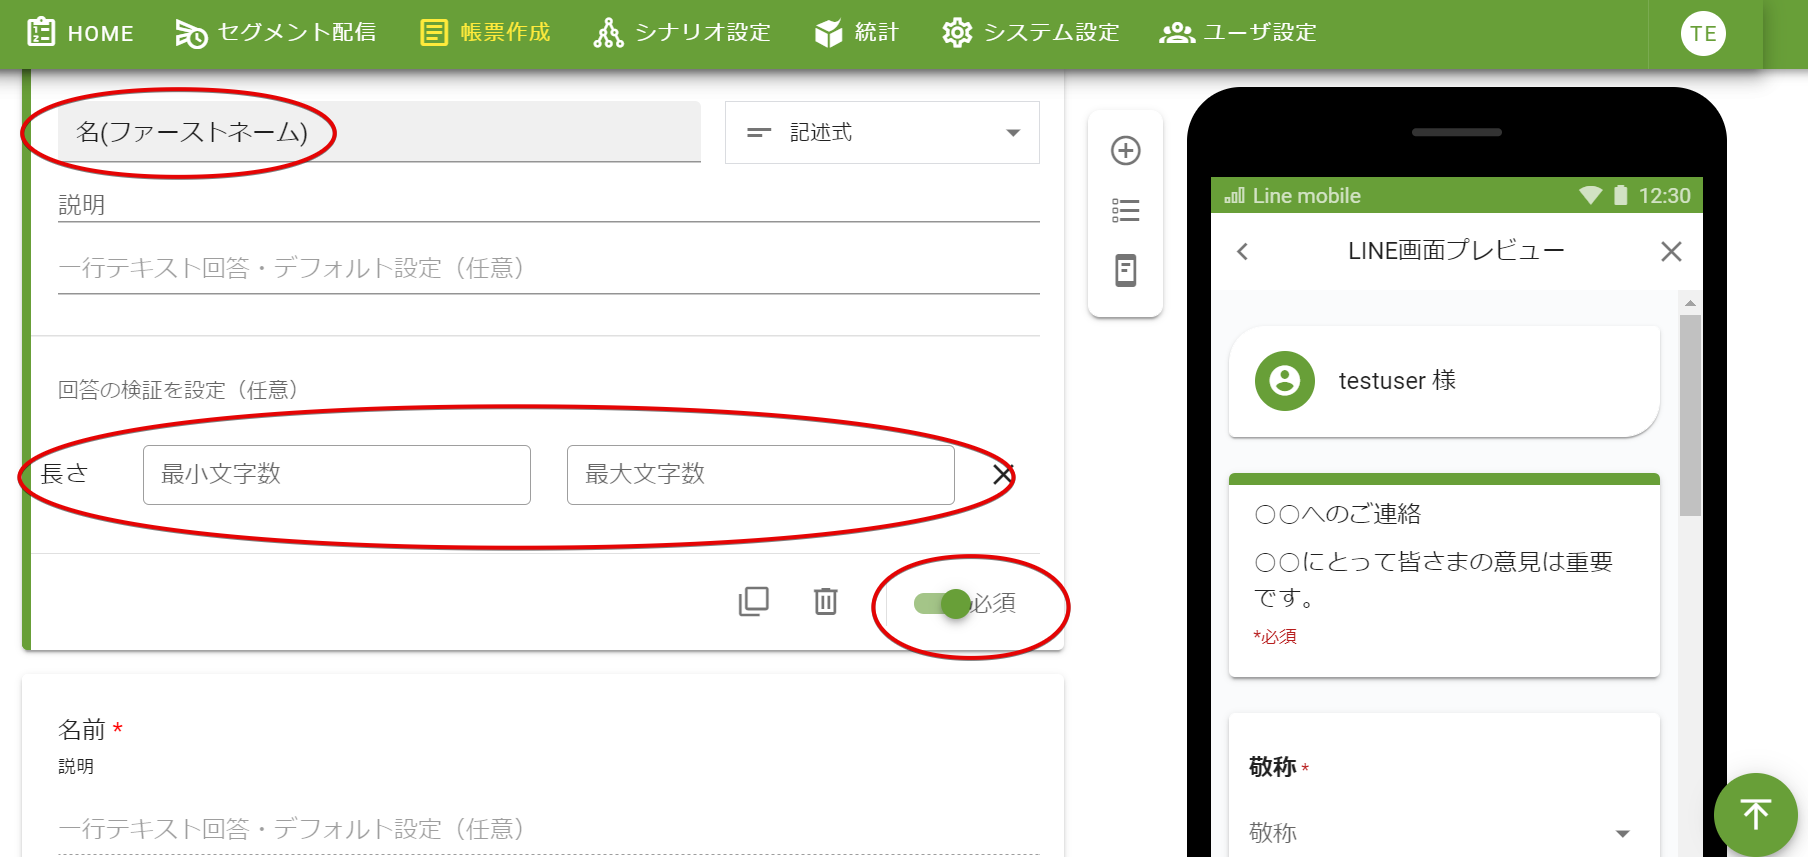 HOME セグメント配信 帳票作成 シナリオ設定 統計 システム設定 ユーザ設定 TE
名(ファーストネーム) 記述式
説明
一行テキスト回答・デフォルト設定（任意）
回答の検証を設定（任意）
長さ 最小文字数 最大文字数
必須
名前 *
説明
一行テキスト回答・デフォルト設定（任意）
Line mobile 12:30
LINE画面プレビュー
testuser 様
〇〇へのご連絡
〇〇にとって皆さまの意見は重要
です。
*必須
敬称 *
敬称